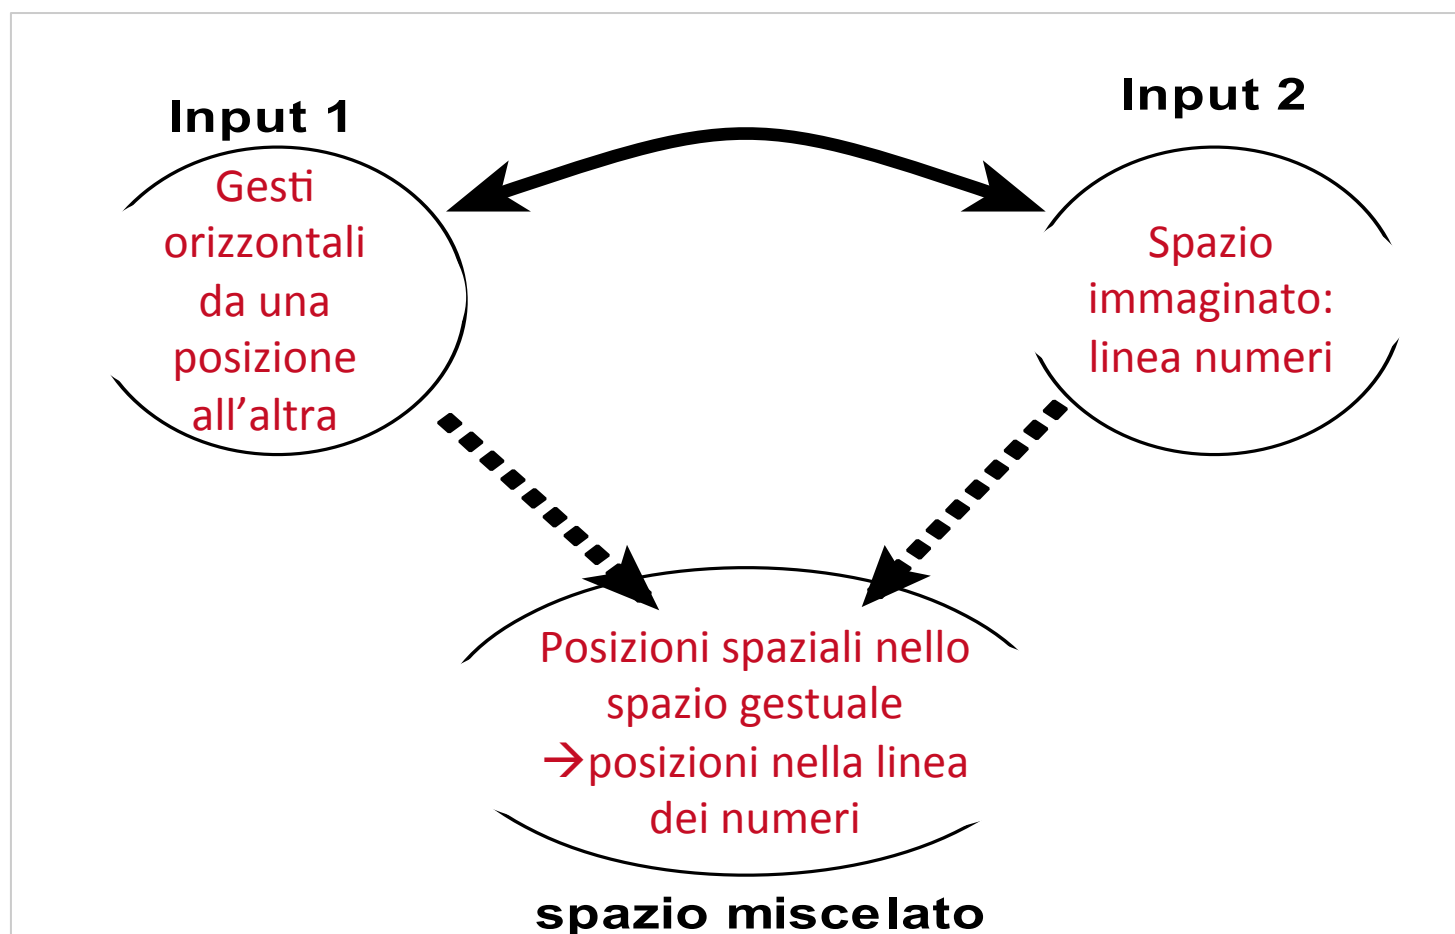 Input 1
Input 2
Gesti
orizzontali
da una
posizione
all’altra
Spazio
immaginato:
linea numeri
Posizioni spaziali nello
spazio gestuale
→posizioni nella linea
dei numeri
spazio miscelato